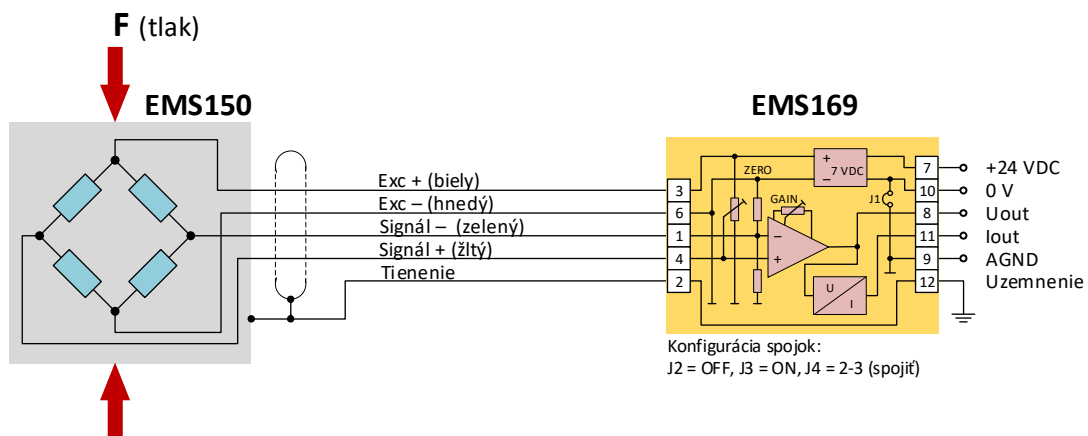 F (tlak)
EMS150
EMS169
Exc + (biely)
Exc – (hnedý)
Signál – (zelený)
Signál + (žltý)
Tienenie
3
6
1
4
2
ZERO
GAIN
+
–
7 VDC
J1
–
+
U
I
7
10
8
11
9
12
+24 VDC
0 V
Uout
Iout
AGND
Uzemnenie
Konfigurácia spojok:
J2 = OFF, J3 = ON, J4 = 2-3 (spojiť)